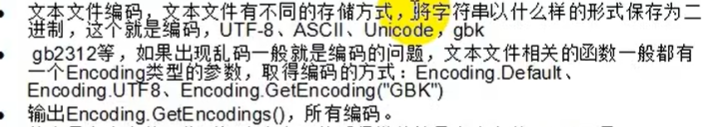 文本文件编码，文本文件有不同的存储方式，将字符串以什么样的形式保存为二
进制，这个就是编码，UTF-8、ASCII、Unicode，gbk
gb2312等，如果出现乱码一般就是编码的问题，文本文件相关的函数一般都有
一个Encoding类型的参数，取得编码的方式：Encoding.Default、
Encoding.UTF8、Encoding.GetEncoding("GBK")
输出Encoding.GetEncodings()，所有编码。